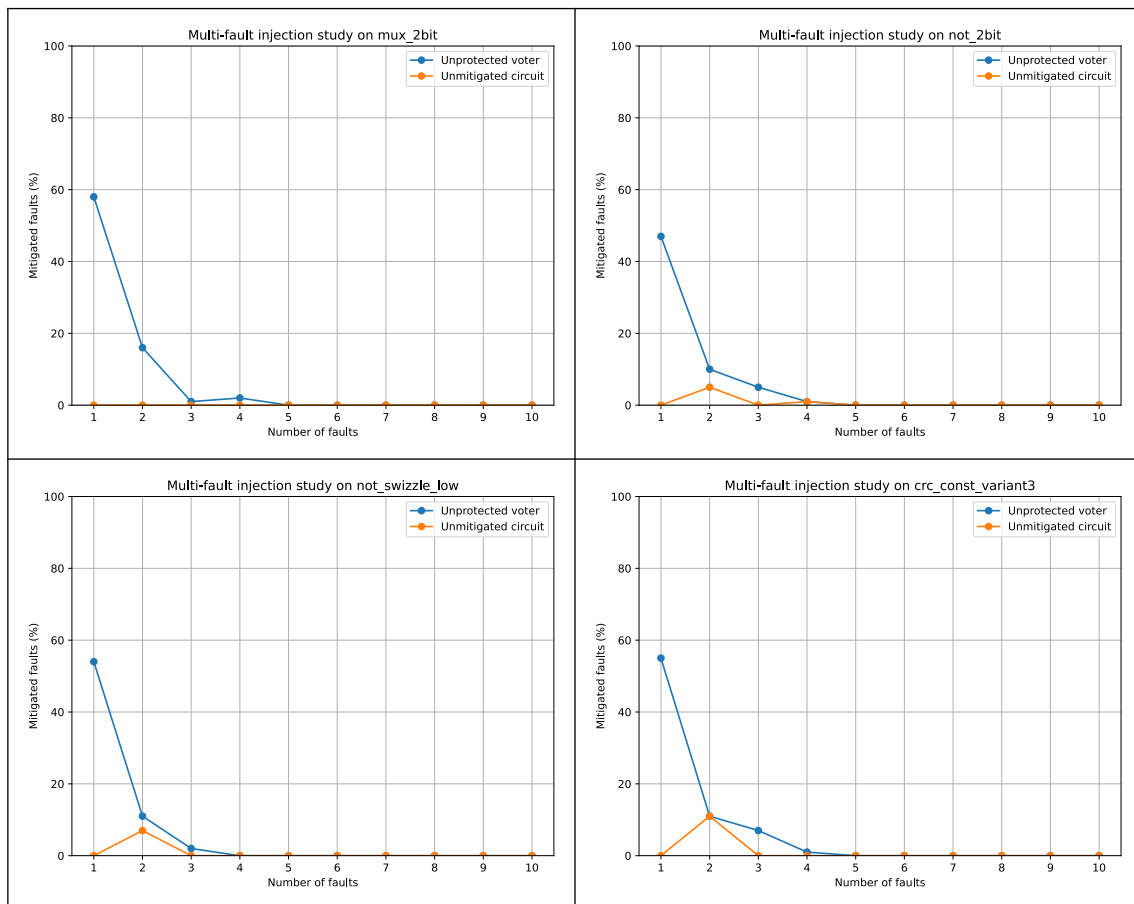 Multi-fault injection study on mux_2bit
100
80
60
40
20
0
Mitigated faults (%)
Unprotected voter
Unmitigated circuit
1 2 3 4 5 6 7 8 9 10
Number of faults
Multi-fault injection study on not_2bit
100
80
60
40
20
0
Mitigated faults (%)
Unprotected voter
Unmitigated circuit
1 2 3 4 5 6 7 8 9 10
Number of faults
Multi-fault injection study on not_swizzle_low
100
80
60
40
20
0
Mitigated faults (%)
Unprotected voter
Unmitigated circuit
1 2 3 4 5 6 7 8 9 10
Number of faults
Multi-fault injection study on crc_const_variant3
100
80
60
40
20
0
Mitigated faults (%)
Unprotected voter
Unmitigated circuit
1 2 3 4 5 6 7 8 9 10
Number of faults